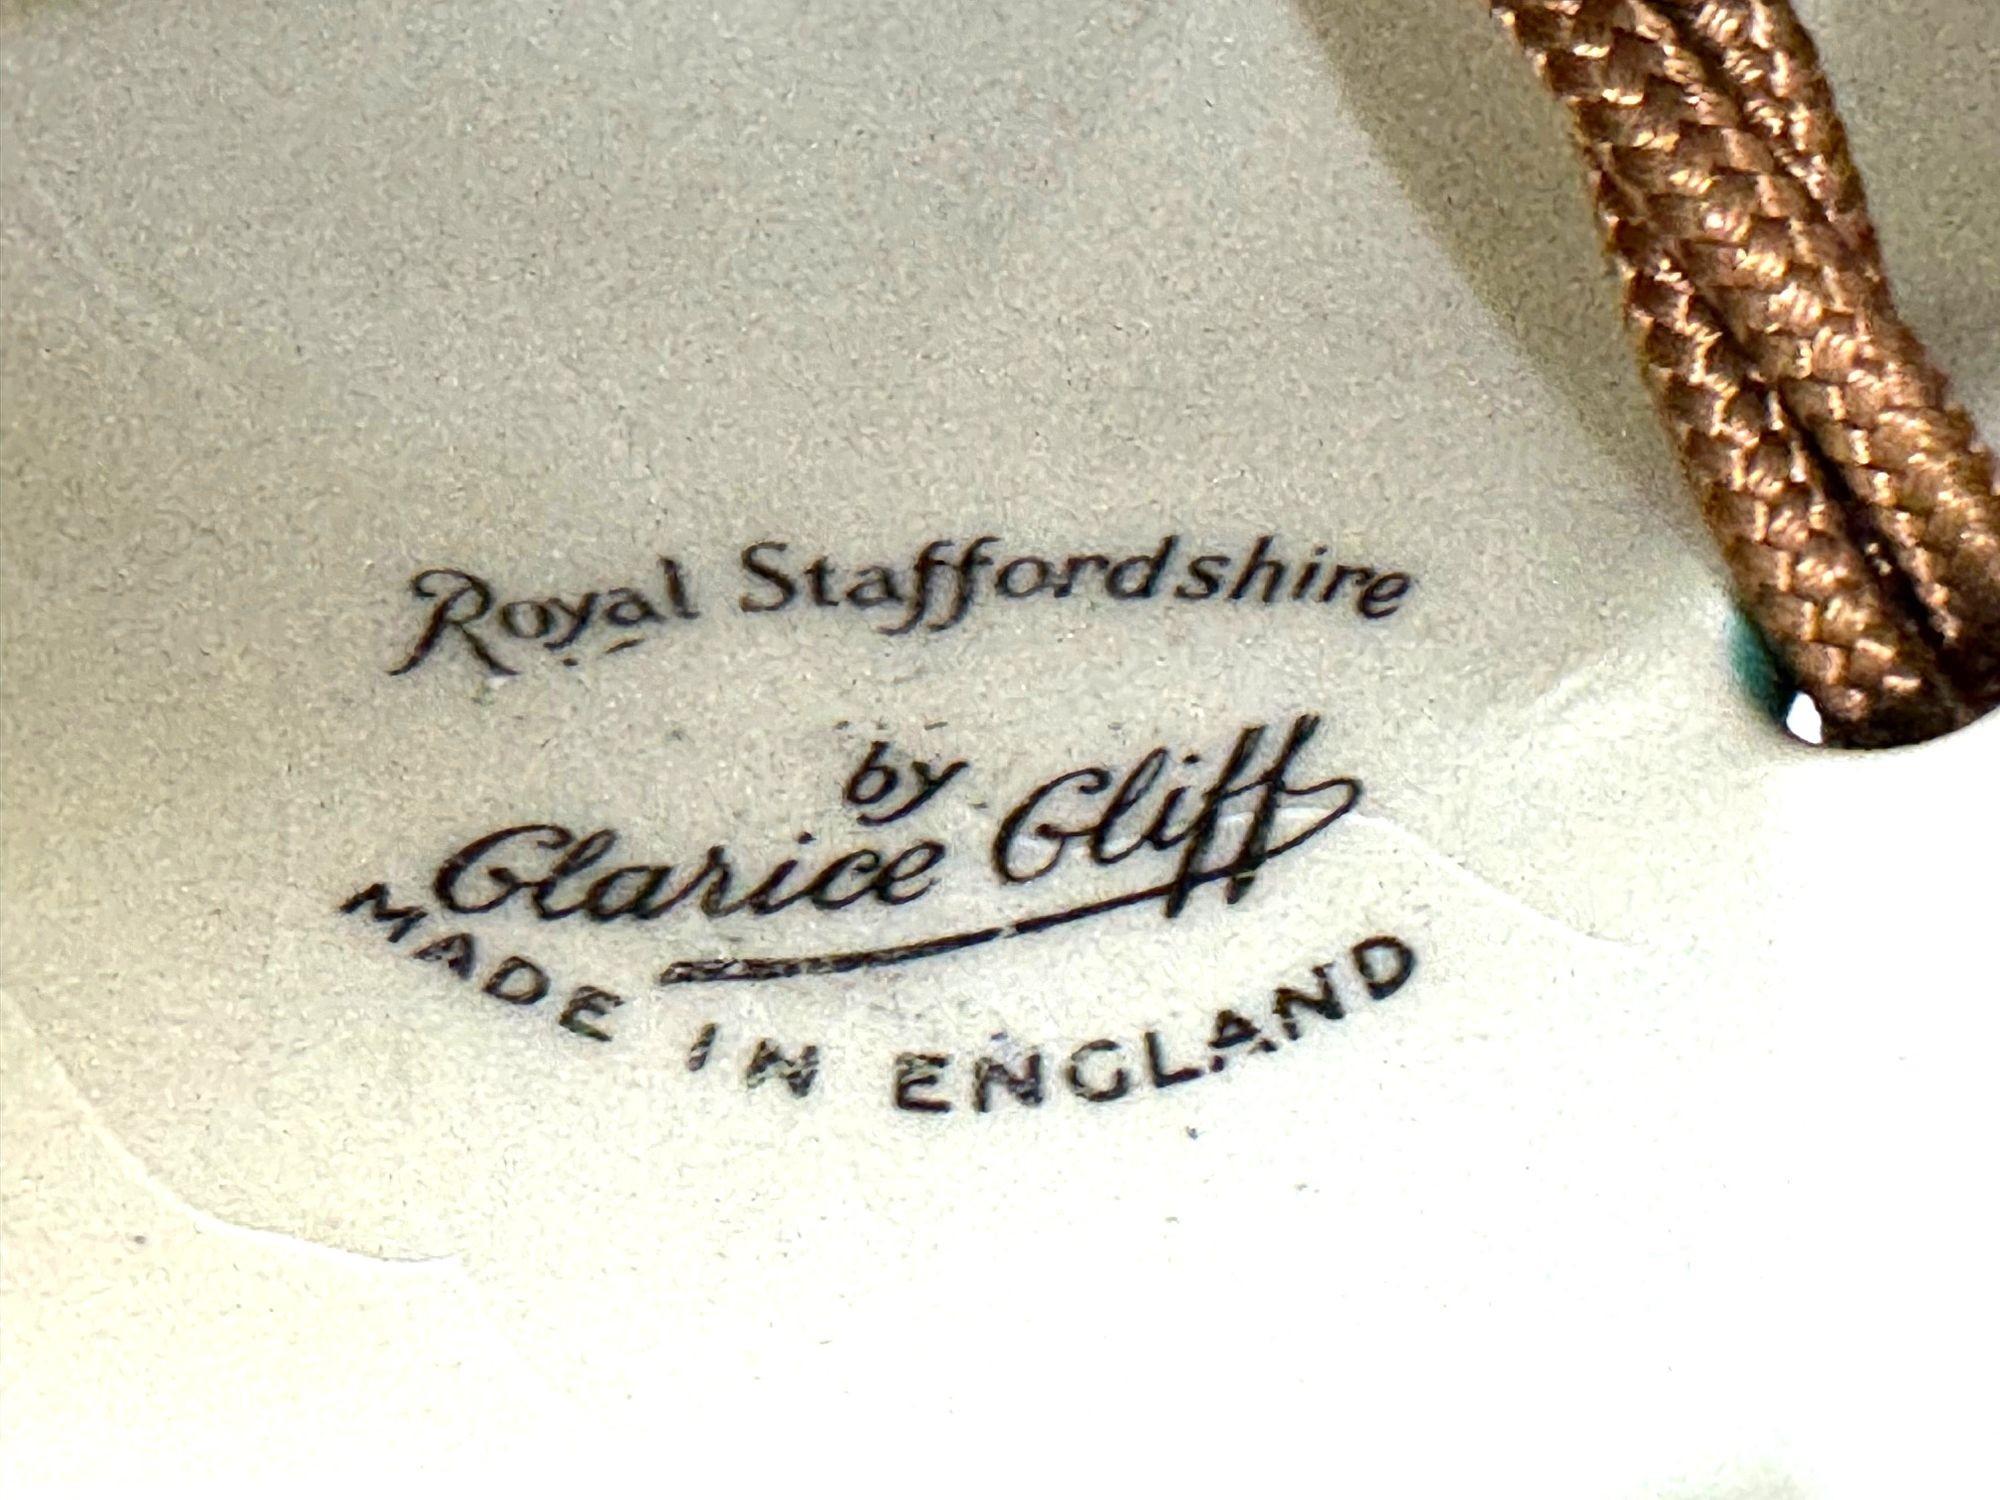 Royal Staffordshire
by
Clarice Cliff
MADE IN ENGLAND